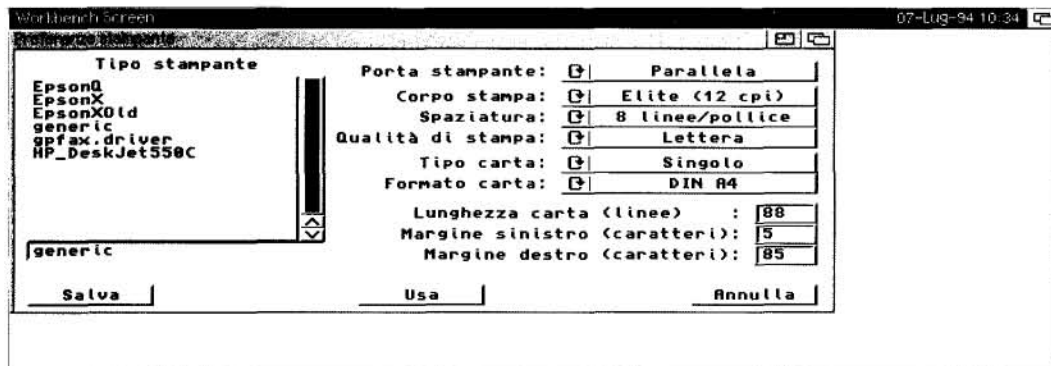 Workbench Screen 07-Lug-94 10:34
Preferenze stampante
Tipo stampante
EpsonQ
EpsonX
EpsonXOld
generic
gpfax.driver
HP_DeskJet550C
generic
Porta stampante: Parallela
Corpo stampa: Elite (12 cpi)
Spaziatura: 8 linee/pollice
Qualità di stampa: Lettera
Tipo carta: Singolo
Formato carta: DIN A4
Lunghezza carta (linee) : 88
Margine sinistro (caratteri): 5
Margine destro (caratteri): 85
Salva Usa Annulla